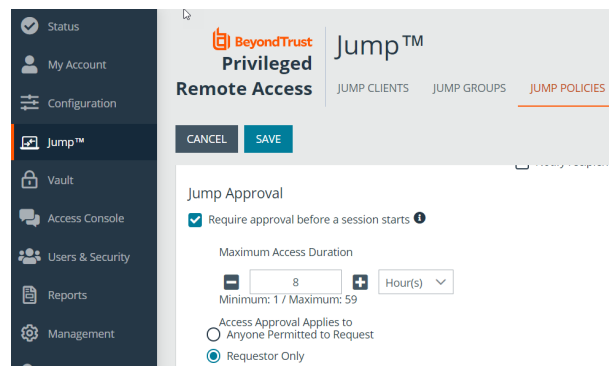 Status
My Account
Configuration
Jump™
Vault
Access Console
Users & Security
Reports
Management
BeyondTrust
Privileged
Remote Access
Jump™
JUMP CLIENTS JUMP GROUPS JUMP POLICIES
CANCEL SAVE
Jump Approval
Require approval before a session starts
Maximum Access Duration
8 Hour(s)
Minimum: 1 / Maximum: 59
Access Approval Applies to
Anyone Permitted to Request
Requestor Only